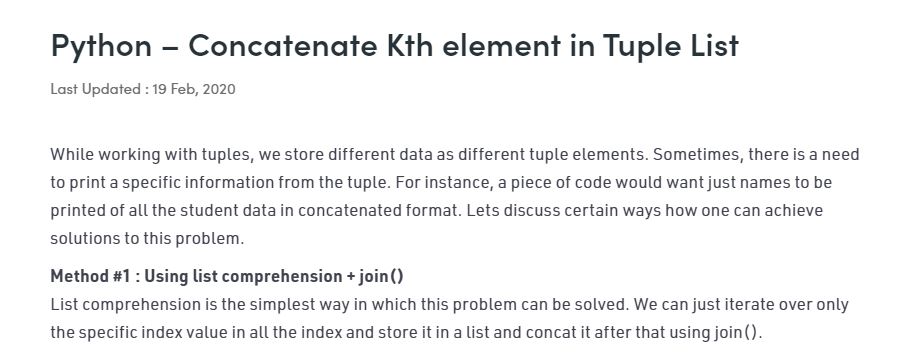 Python – Concatenate Kth element in Tuple List
Last Updated : 19 Feb, 2020
While working with tuples, we store different data as different tuple elements. Sometimes, there is a need
to print a specific information from the tuple. For instance, a piece of code would want just names to be
printed of all the student data in concatenated format. Lets discuss certain ways how one can achieve
solutions to this problem.
Method #1 : Using list comprehension + join()
List comprehension is the simplest way in which this problem can be solved. We can just iterate over only
the specific index value in all the index and store it in a list and concat it after that using join().